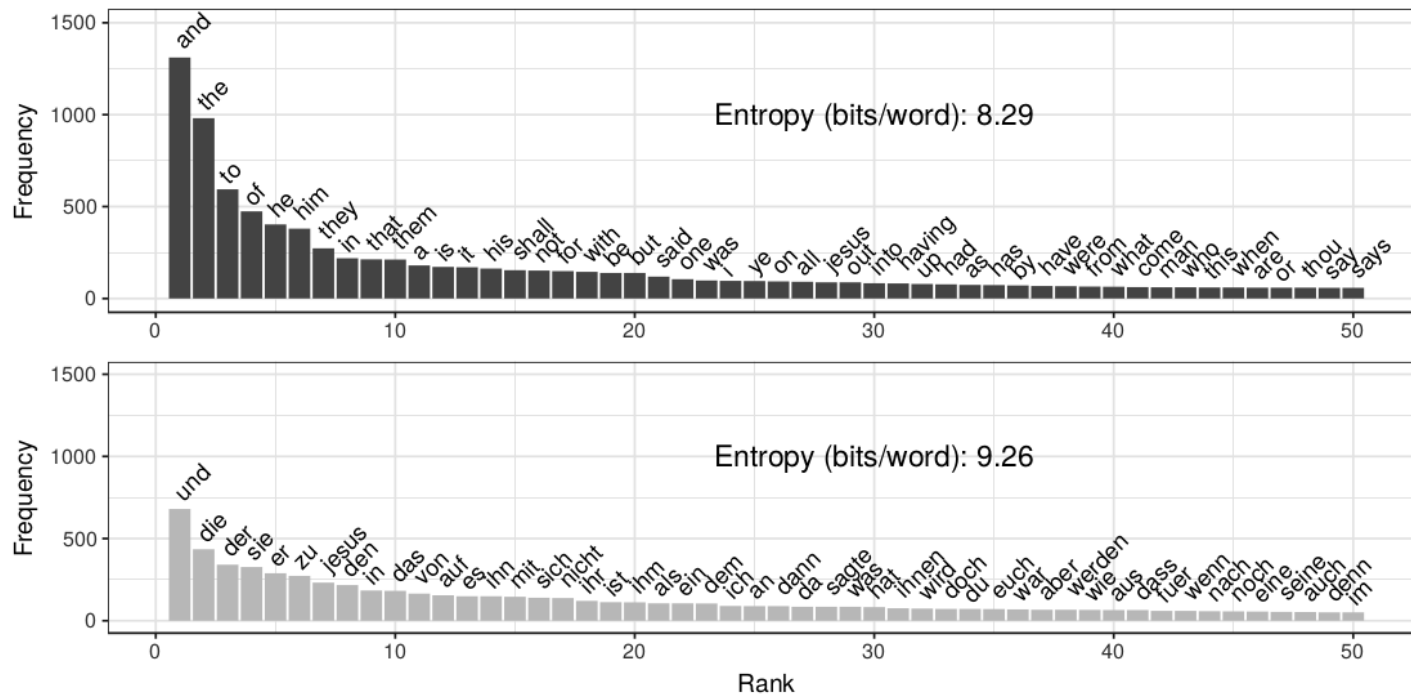 1500
1000
500
0
Frequency
and
the
to
of
he
him
they
in
that
them
a
is
it
his
shall
not
for
with
be
but
said
one
was
i
ye
on
all
jesus
out
into
having
up
had
as
has
by
have
were
from
what
come
man
who
this
when
are
or
thou
say
says
Entropy (bits/word): 8.29
0
10
20
30
40
50
1500
1000
500
0
Frequency
und
die
der
sie
er
zu
jesus
den
in
das
von
auf
es
ihn
mit
sich
nicht
ihr
ist
ihm
als
ein
dem
ich
an
dann
da
sagte
was
hat
ihnen
wird
doch
du
euch
war
aber
werden
wie
aus
dass
fuer
wenn
nach
noch
eine
seine
auch
denn
im
Entropy (bits/word): 9.26
0
10
20
30
40
50
Rank